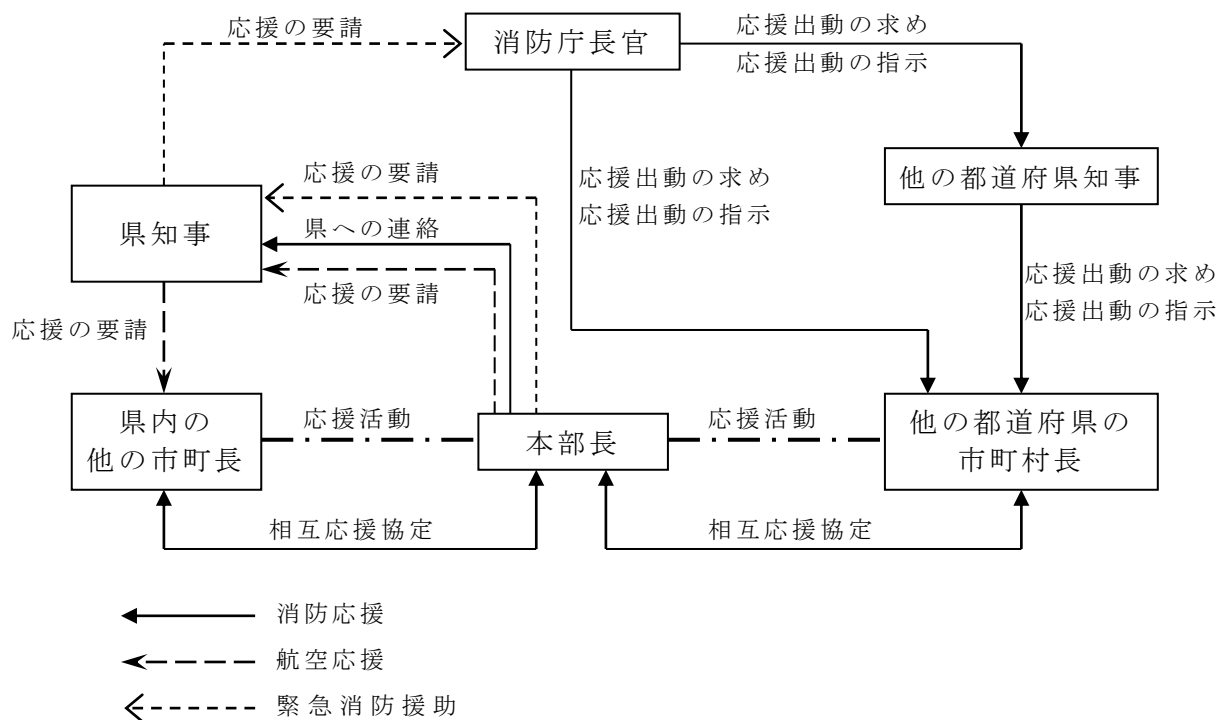 応援の要請
消防庁長官
応援出動の求め
応援出動の指示
他の都道府県知事
応援の要請
県への連絡
応援の要請
県知事
応援出動の求め
応援出動の指示
応援出動の求め
応援出動の指示
応援の要請
県内の
他の市町長
応援活動
本部長
応援活動
他の都道府県の
市町村長
相互応援協定
相互応援協定
消防応援
航空応援
緊急消防援助